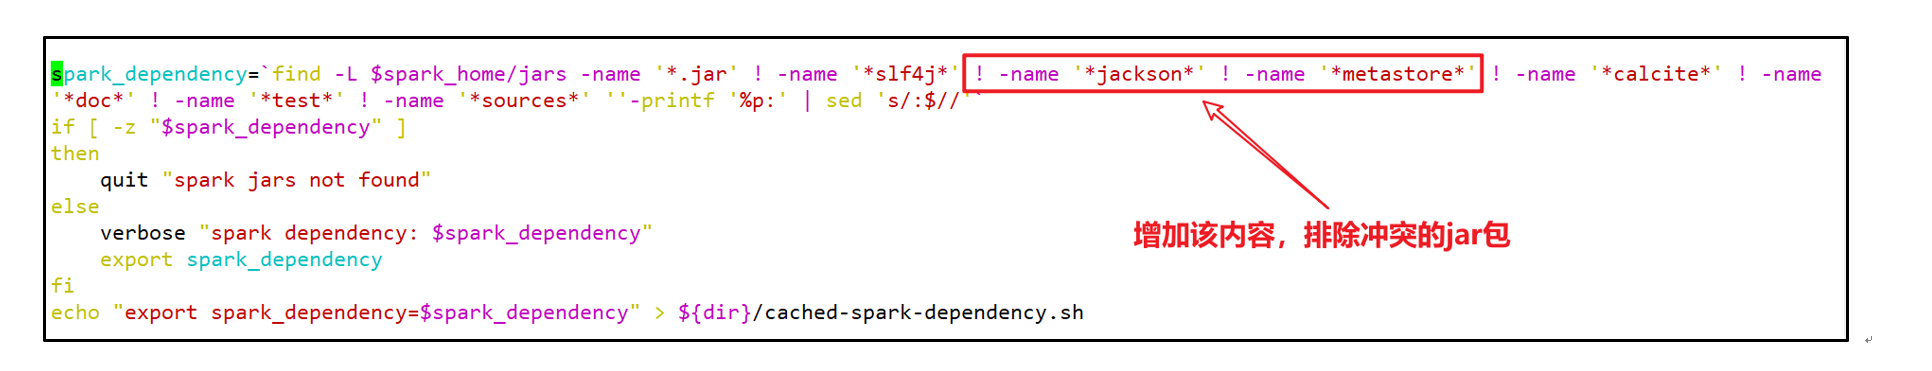 spark_dependency=`find -L $spark_home/jars -name '*.jar' ! -name '*slf4j*' ! -name '*jackson*' ! -name '*metastore*' ! -name '*calcite*' ! -name
'*doc*' ! -name '*test*' ! -name '*sources*' ''-printf '%p:' | sed 's/:$//'`
if [ -z "$spark_dependency" ]
then
    quit "spark jars not found"
else
    verbose "spark dependency: $spark_dependency"
    export spark_dependency
fi
echo "export spark_dependency=$spark_dependency" > ${dir}/cached-spark-dependency.sh
增加该内容，排除冲突的jar包